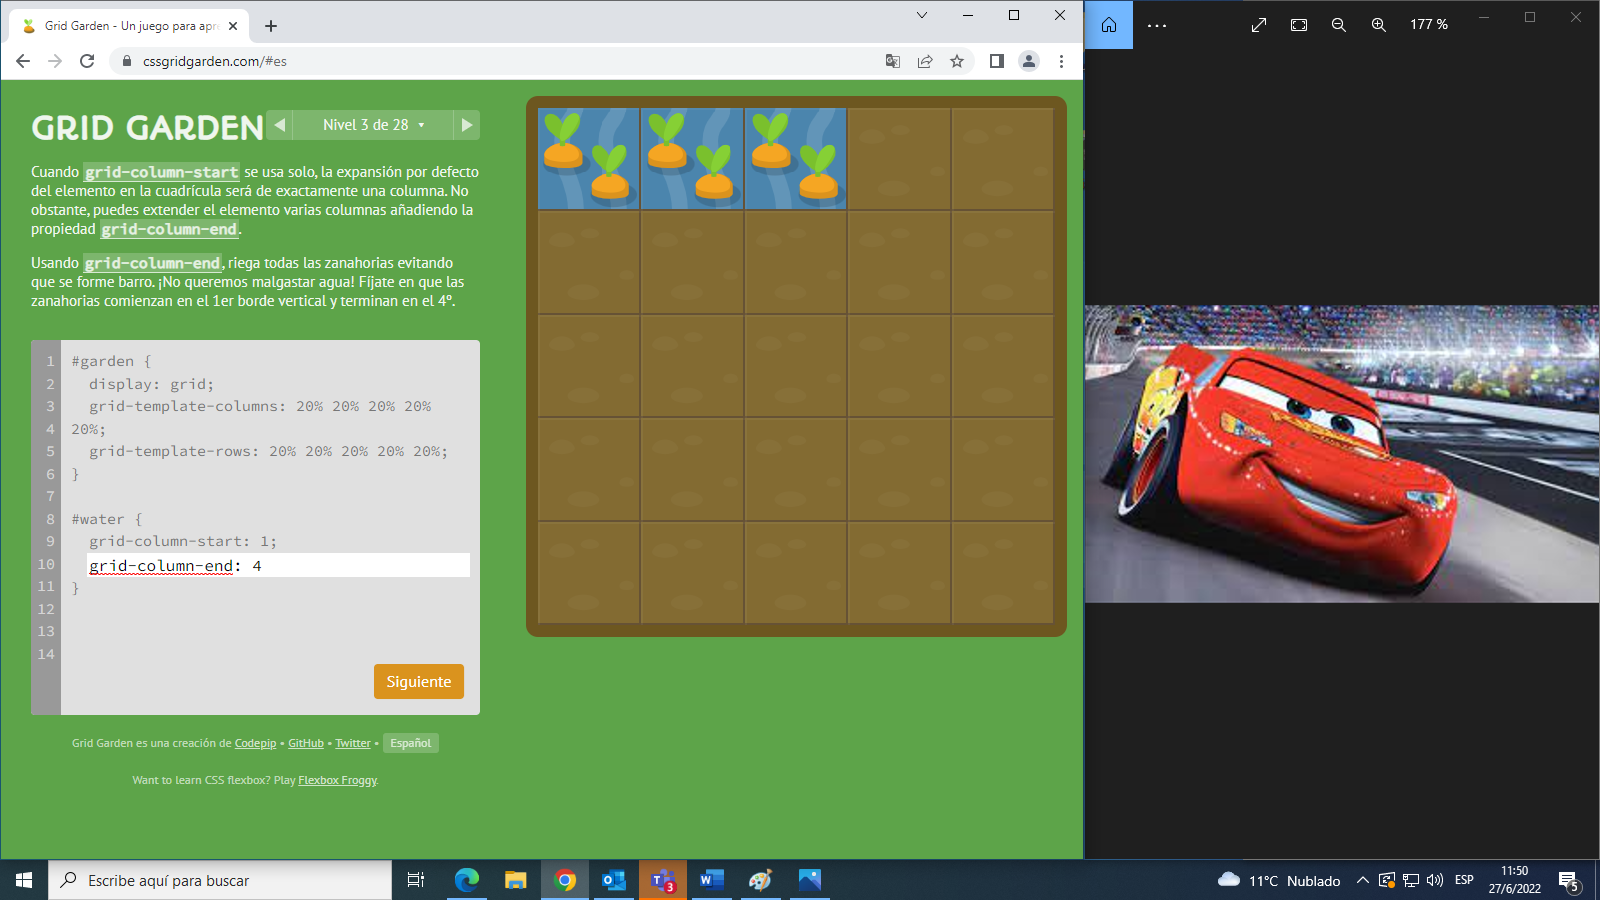 Grid Garden - Un juego para apre
cssgridgarden.com/#es
177 %
GRID GARDEN
Nivel 3 de 28
Cuando grid-column-start se usa solo, la expansión por defecto
del elemento en la cuadrícula será de exactamente una columna. No
obstante, puedes extender el elemento varias columnas añadiendo la
propiedad grid-column-end.
Usando grid-column-end, riega todas las zanahorias evitando
que se forme barro. ¡No queremos malgastar agua! Fíjate en que las
zanahorias comienzan en el 1er borde vertical y terminan en el 4º.
1 #garden {
2 display: grid;
3 grid-template-columns: 20% 20% 20% 20%
4 20%;
5 grid-template-rows: 20% 20% 20% 20% 20%;
6 }
7
8 #water {
9 grid-column-start: 1;
10 grid-column-end: 4
11 }
12
13
14
Siguiente
Grid Garden es una creación de Codepip • GitHub • Twitter • Español
Want to learn CSS flexbox? Play Flexbox Froggy.
Escribe aquí para buscar
3
11°C Nublado
ESP
11:50
27/6/2022
5